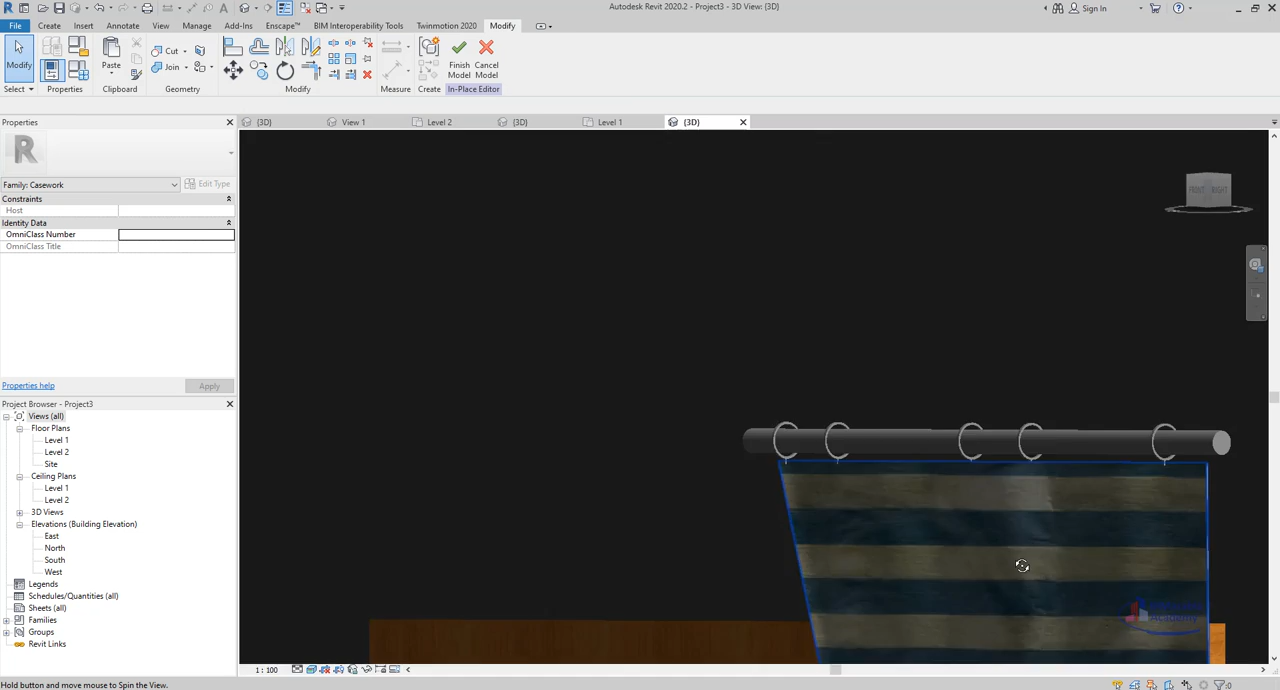 Autodesk Revit 2020.2 - Project3 - 3D View: {3D}
Sign In
File Create Insert Annotate View Manage Add-Ins Enscape™ BIM Interoperability Tools Twinmotion 2020 Modify
Modify
Paste
Cut
Join
Finish Model
Cancel Model
Select Properties Clipboard Geometry Modify Measure Create In-Place Editor
Properties
{3D} View 1 Level 2 {3D} Level 1 {3D}
FRONT RIGHT
Family: Casework Edit Type
Constraints
Host
Identity Data
OmniClass Number
OmniClass Title
Properties help Apply
Project Browser - Project3
Views (all)
Floor Plans
Level 1
Level 2
Site
Ceiling Plans
Level 1
Level 2
3D Views
Elevations (Building Elevation)
East
North
South
West
Legends
Schedules/Quantities (all)
Sheets (all)
Families
Groups
Revit Links
Academy
1 : 100
Hold button and move mouse to Spin the View.
:0